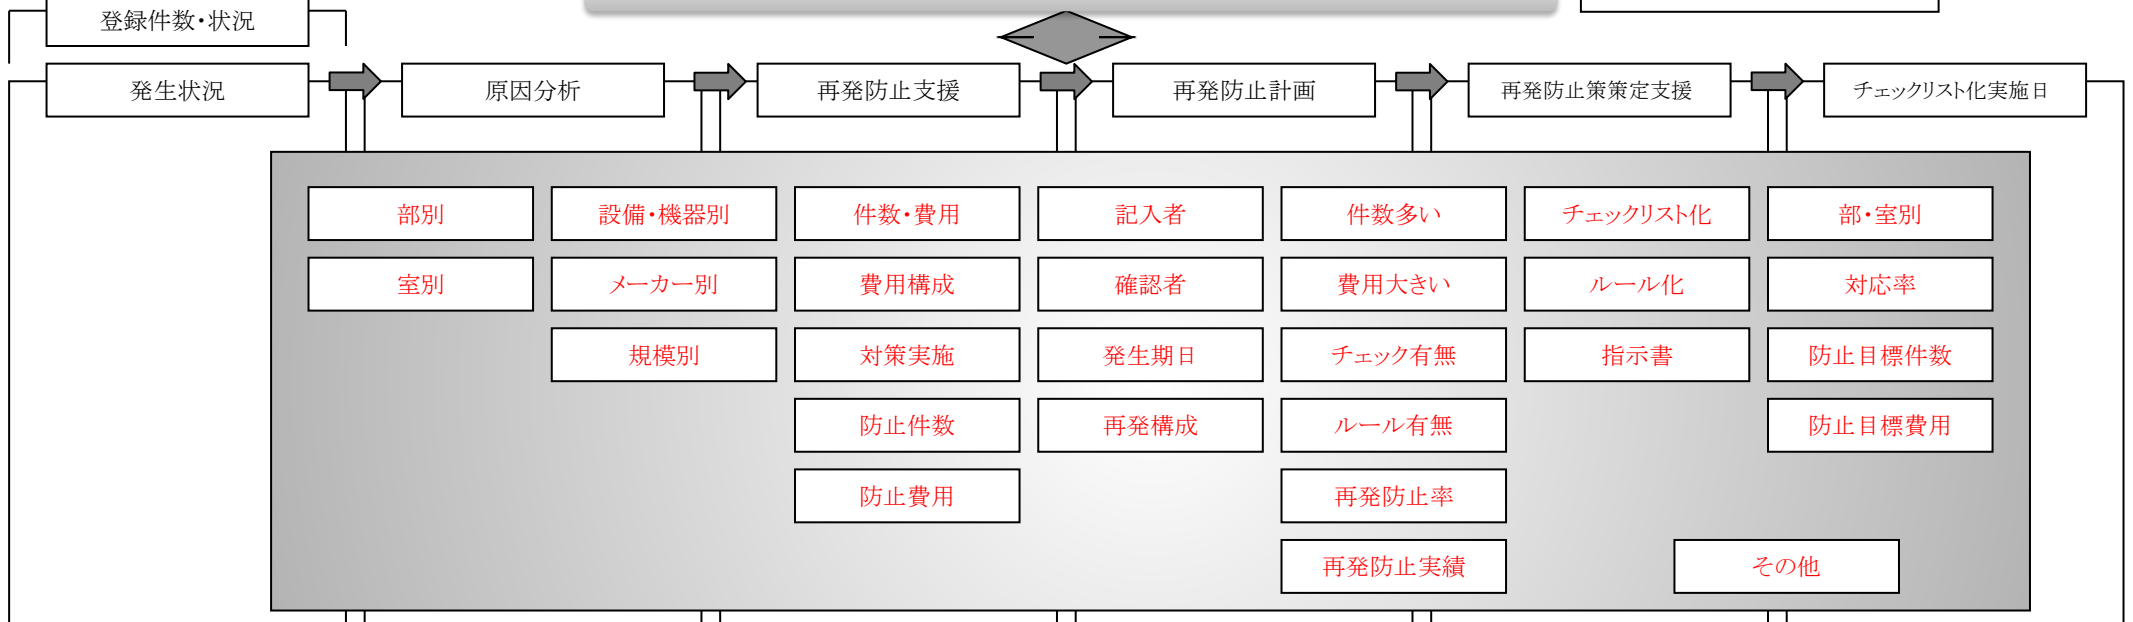 登録件数・状況
発生状況
原因分析
再発防止支援
再発防止計画
再発防止策策定支援
チェックリスト化実施日
部別
設備・機器別
件数・費用
記入者
件数多い
チェックリスト化
部・室別
室別
メーカー別
費用構成
確認者
費用大きい
ルール化
対応率
規模別
対策実施
発生期日
チェック有無
指示書
防止目標件数
防止件数
再発構成
ルール有無
防止目標費用
防止費用
再発防止率
再発防止実績
その他